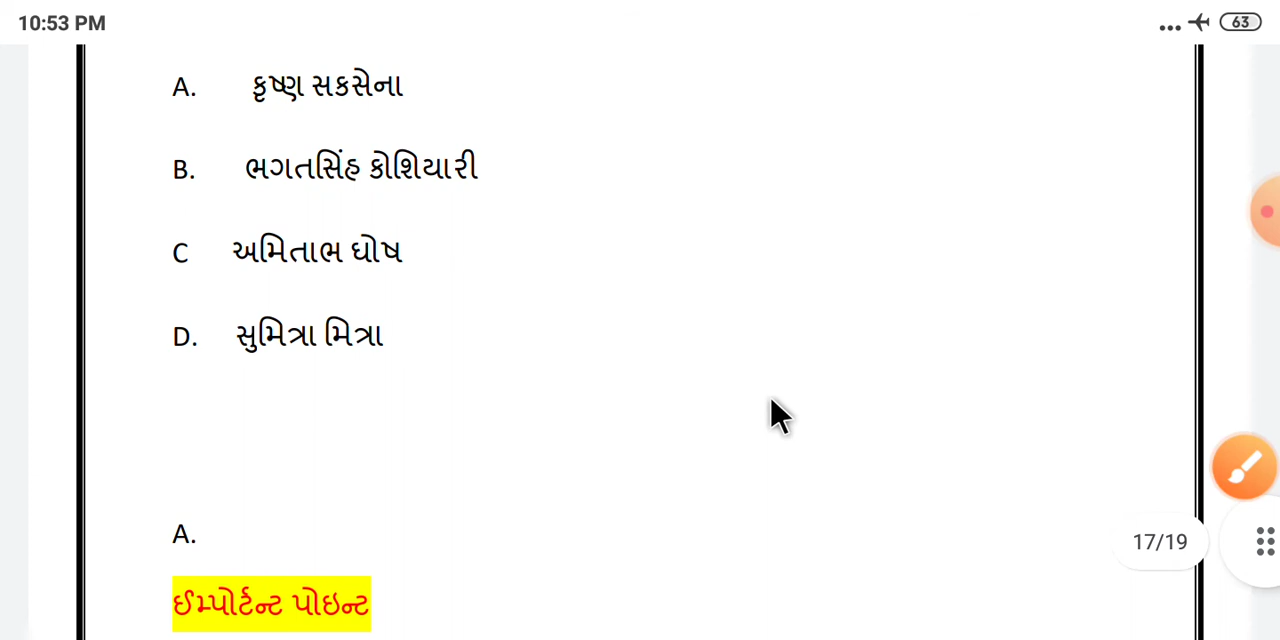 10:53 PM
63
A. કૃષ્ણ સકસેના
B. ભગતસિંહ કોશિયારી
C અમિતાભ ઘોષ
D. સુમિત્રા મિત્રા
A.
17/19
ઈમ્પોર્ટન્ટ પોઇન્ટ